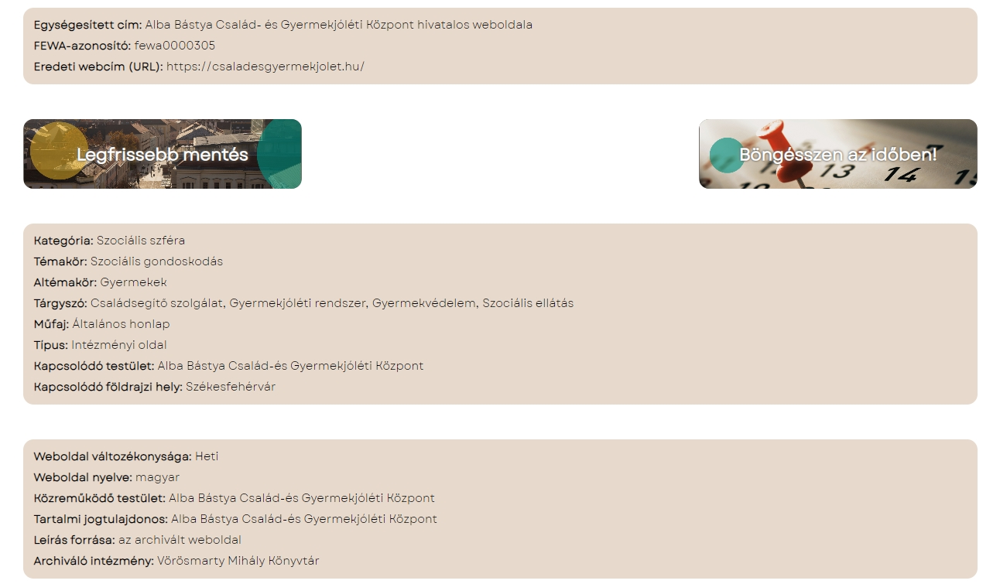 Egységesített cím: Alba Bástya Család- és Gyermekjóléti Központ hivatalos weboldala
FEWA-azonosító: fewa0000305
Eredeti webcím (URL): https://csaladesgyermekjolet.hu/
Legfrissebb mentés
Böngésszen az időben!
7
13
14
15
Kategória: Szociális szféra
Témakör: Szociális gondoskodás
Altémakör: Gyermekek
Tárgyszó: Családsegítő szolgálat, Gyermekjóléti rendszer, Gyermekvédelem, Szociális ellátás
Műfaj: Általános honlap
Típus: Intézményi oldal
Kapcsolódó testület: Alba Bástya Család-és Gyermekjóléti Központ
Kapcsolódó földrajzi hely: Székesfehérvár
Weboldal változékonysága: Heti
Weboldal nyelve: magyar
Közreműködő testület: Alba Bástya Család-és Gyermekjóléti Központ
Tartalmi jogtulajdonos: Alba Bástya Család-és Gyermekjóléti Központ
Leírás forrása: az archivált weboldal
Archiváló intézmény: Vörösmarty Mihály Könyvtár